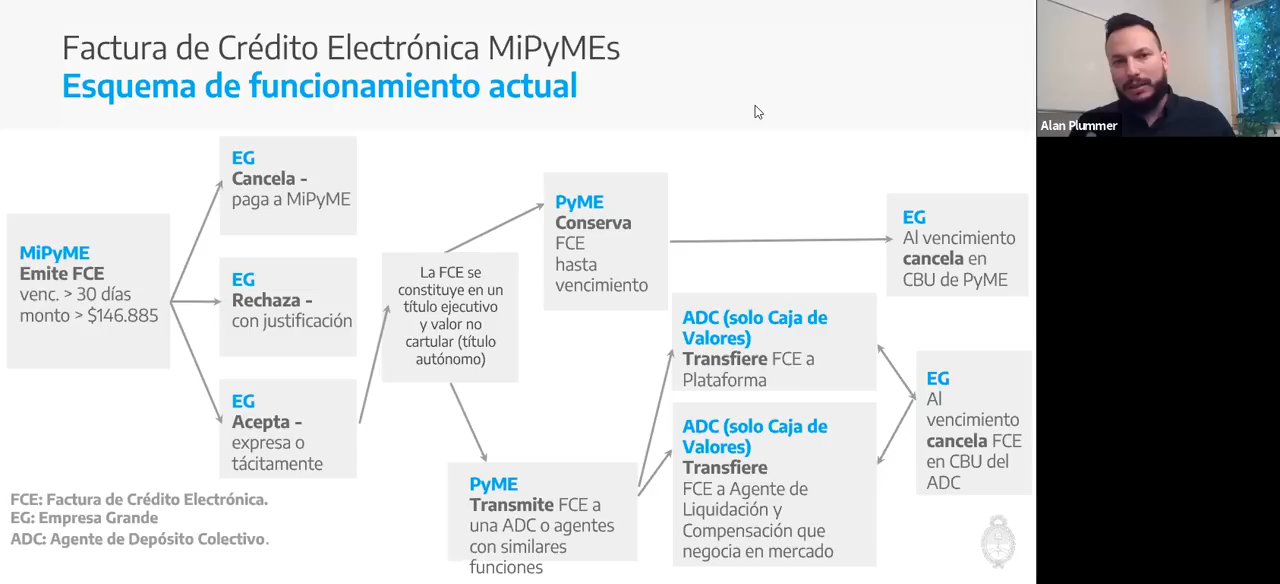 Factura de Crédito Electrónica MiPyMEs
Esquema de funcionamiento actual
Alan Plummer
MiPyME
Emite FCE
venc. > 30 días
monto > $146.885
EG
Cancela -
paga a MiPyME
EG
Rechaza -
con justificación
EG
Acepta -
expresa o
tácitamente
La FCE se
constituye en un
título ejecutivo
y valor no
cartular (título
autónomo)
PyME
Conserva
FCE
hasta
vencimiento
EG
Al vencimiento
cancela en
CBU de PyME
PyME
Transmite FCE a
una ADC o agentes
con similares
funciones
ADC (solo Caja de
Valores)
Transfiere FCE a
Plataforma
ADC (solo Caja de
Valores)
Transfiere
FCE a Agente de
Liquidación y
Compensación que
negocia en mercado
EG
Al
vencimiento
cancela FCE
en CBU del
ADC
FCE: Factura de Crédito Electrónica.
EG: Empresa Grande
ADC: Agente de Depósito Colectivo.